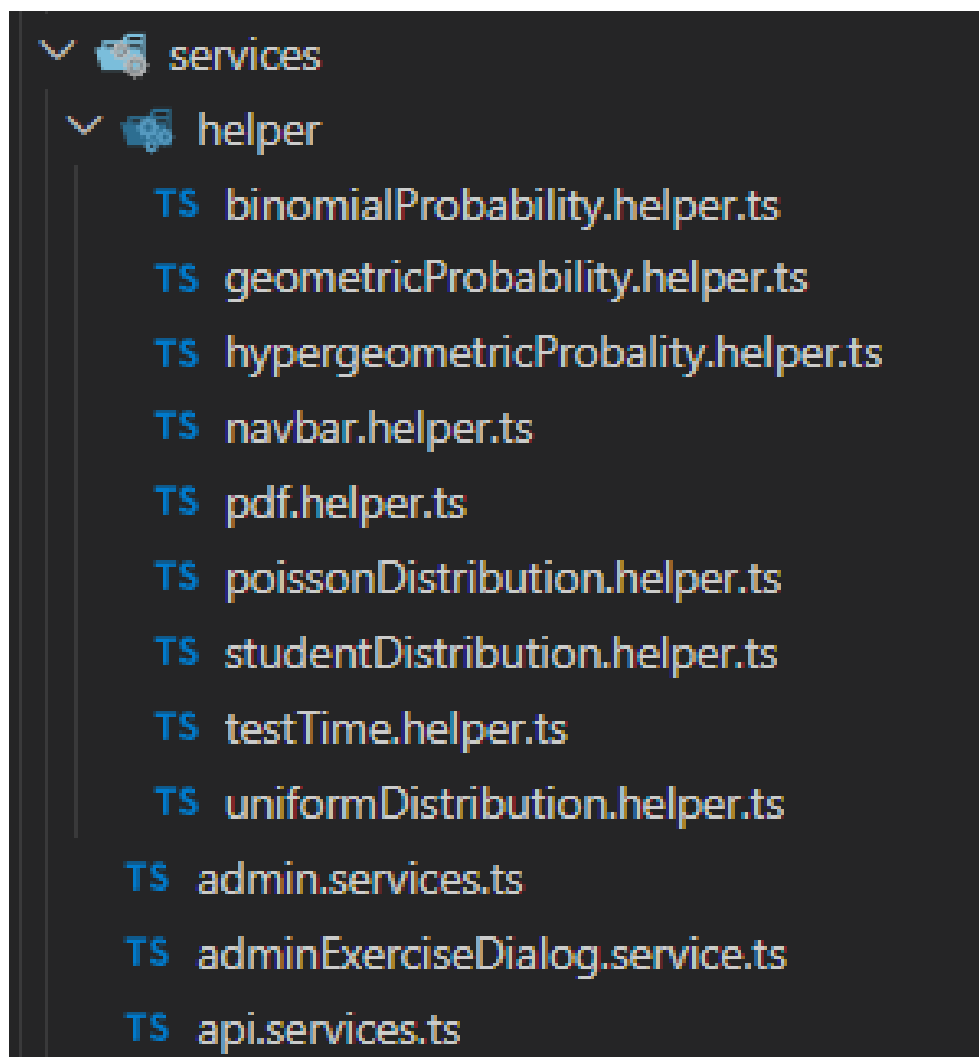 services
helper
TS binomialProbability.helper.ts
TS geometricProbability.helper.ts
TS hypergeometricProbality.helper.ts
TS navbar.helper.ts
TS pdf.helper.ts
TS poissonDistribution.helper.ts
TS studentDistribution.helper.ts
TS testTime.helper.ts
TS uniformDistribution.helper.ts
TS admin.services.ts
TS adminExerciseDialog.service.ts
TS api.services.ts